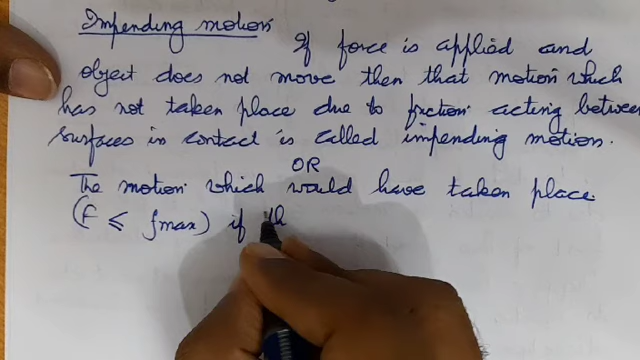 Impending motion
If force is applied and
object does not move then that motion which
has not taken place due to friction acting between
surfaces in contact is called impending motion.
OR
The motion which would have taken place
(F ≤ fmax) if th